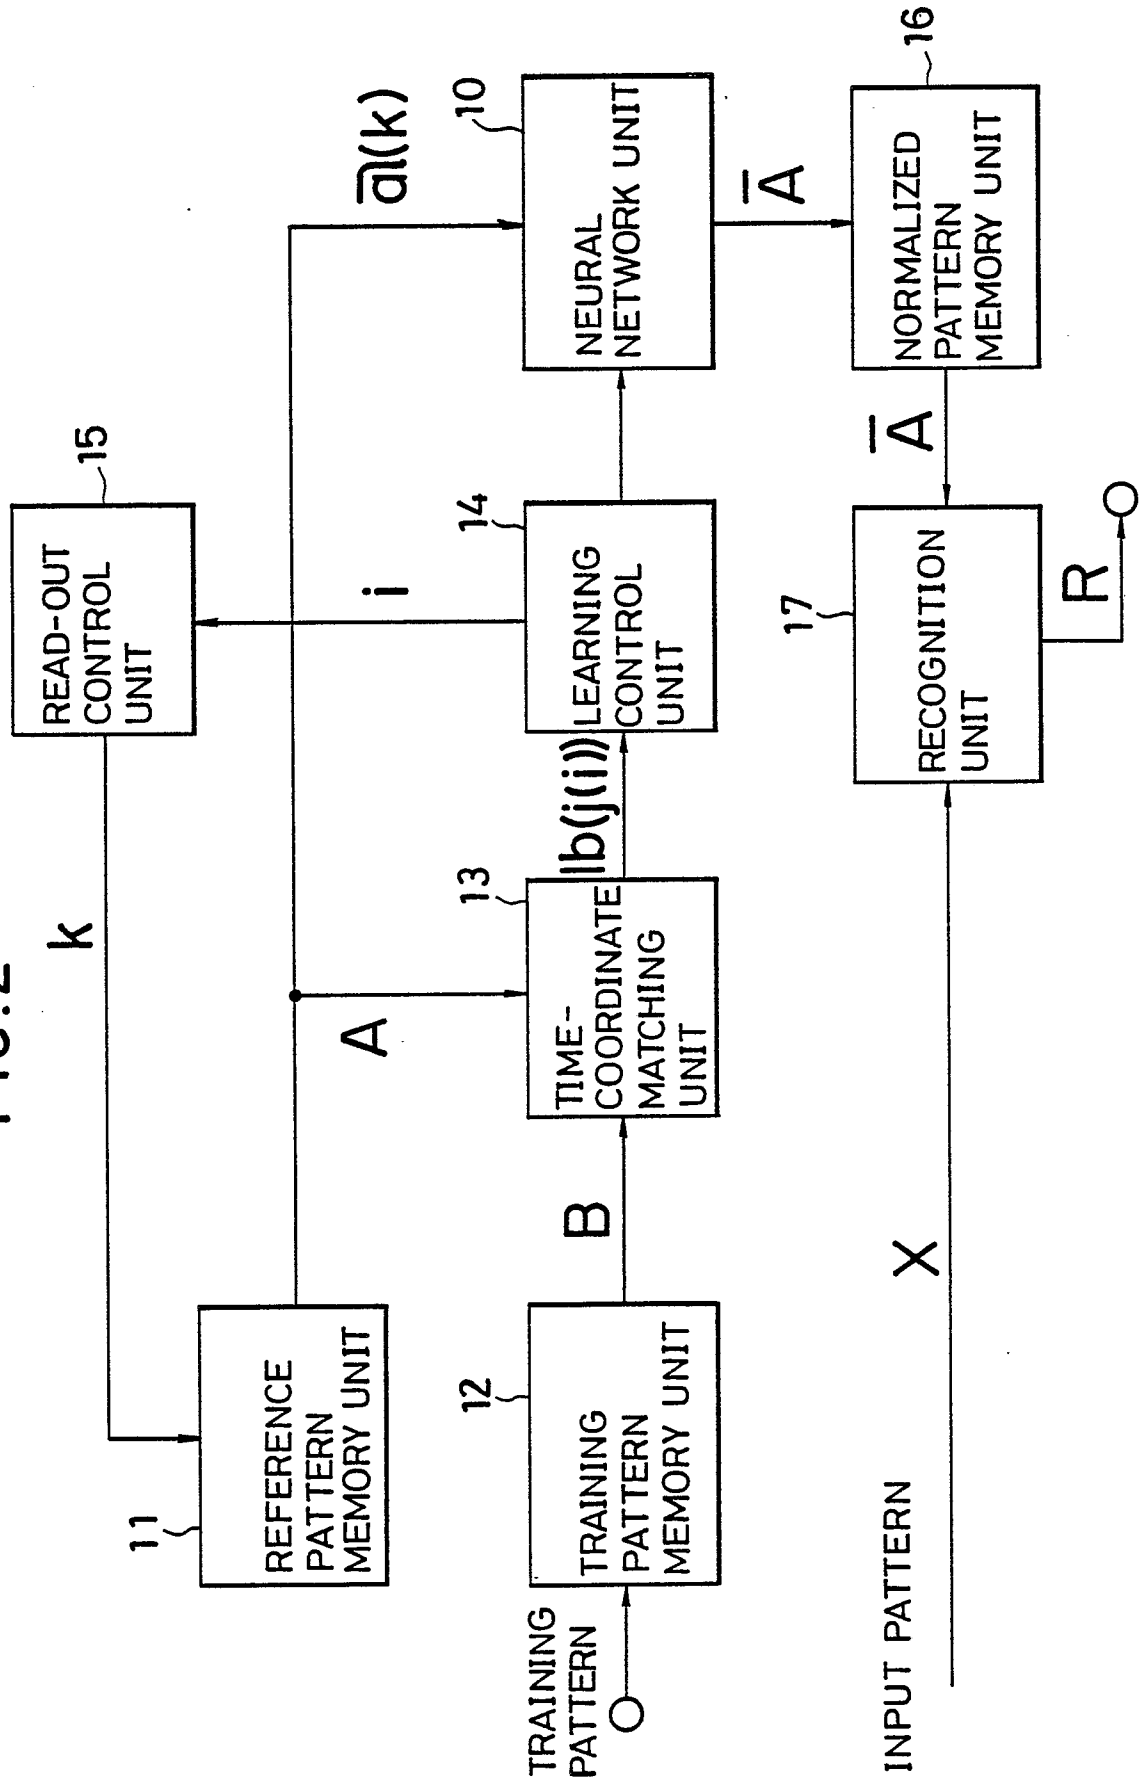 FIG.2
k
15
READ-OUT
CONTROL
UNIT
11
REFERENCE
PATTERN
MEMORY UNIT
A
i
a̅(k)
TRAINING
PATTERN
12
TRAINING
PATTERN
MEMORY UNIT
B
13
TIME-
COORDINATE
MATCHING
UNIT
lb(j(i))
14
LEARNING
CONTROL
UNIT
10
NEURAL
NETWORK UNIT
A̅
INPUT PATTERN
X
17
RECOGNITION
UNIT
A̅
16
NORMALIZED
PATTERN
MEMORY UNIT
R